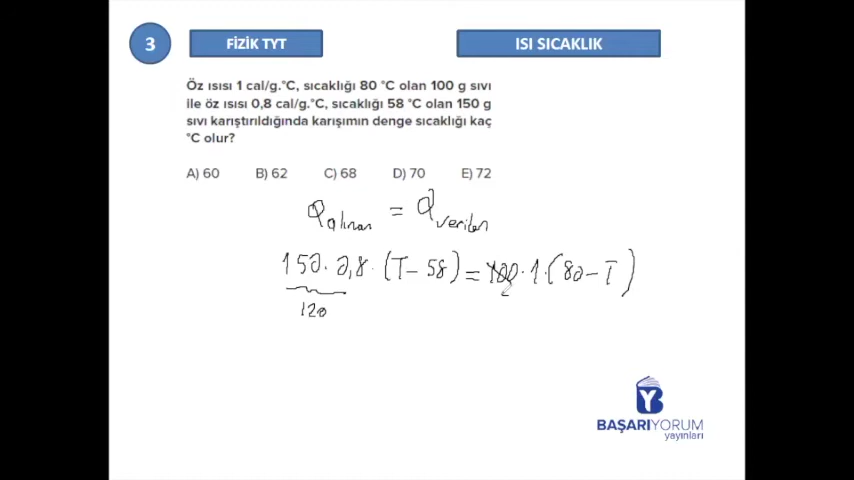 3
FİZİK TYT
ISI SICAKLIK
Öz ısısı 1 cal/g.°C, sıcaklığı 80 °C olan 100 g sıvı
ile öz ısısı 0,8 cal/g.°C, sıcaklığı 58 °C olan 150 g
sıvı karıştırıldığında karışımın denge sıcaklığı kaç
°C olur?
A) 60 B) 62 C) 68 D) 70 E) 72
Qalınan = Qverilen
150 . 0,8 . (T - 58) = 100 . 1 . (80 - T)
120
BAŞARIYORUM
yayınları